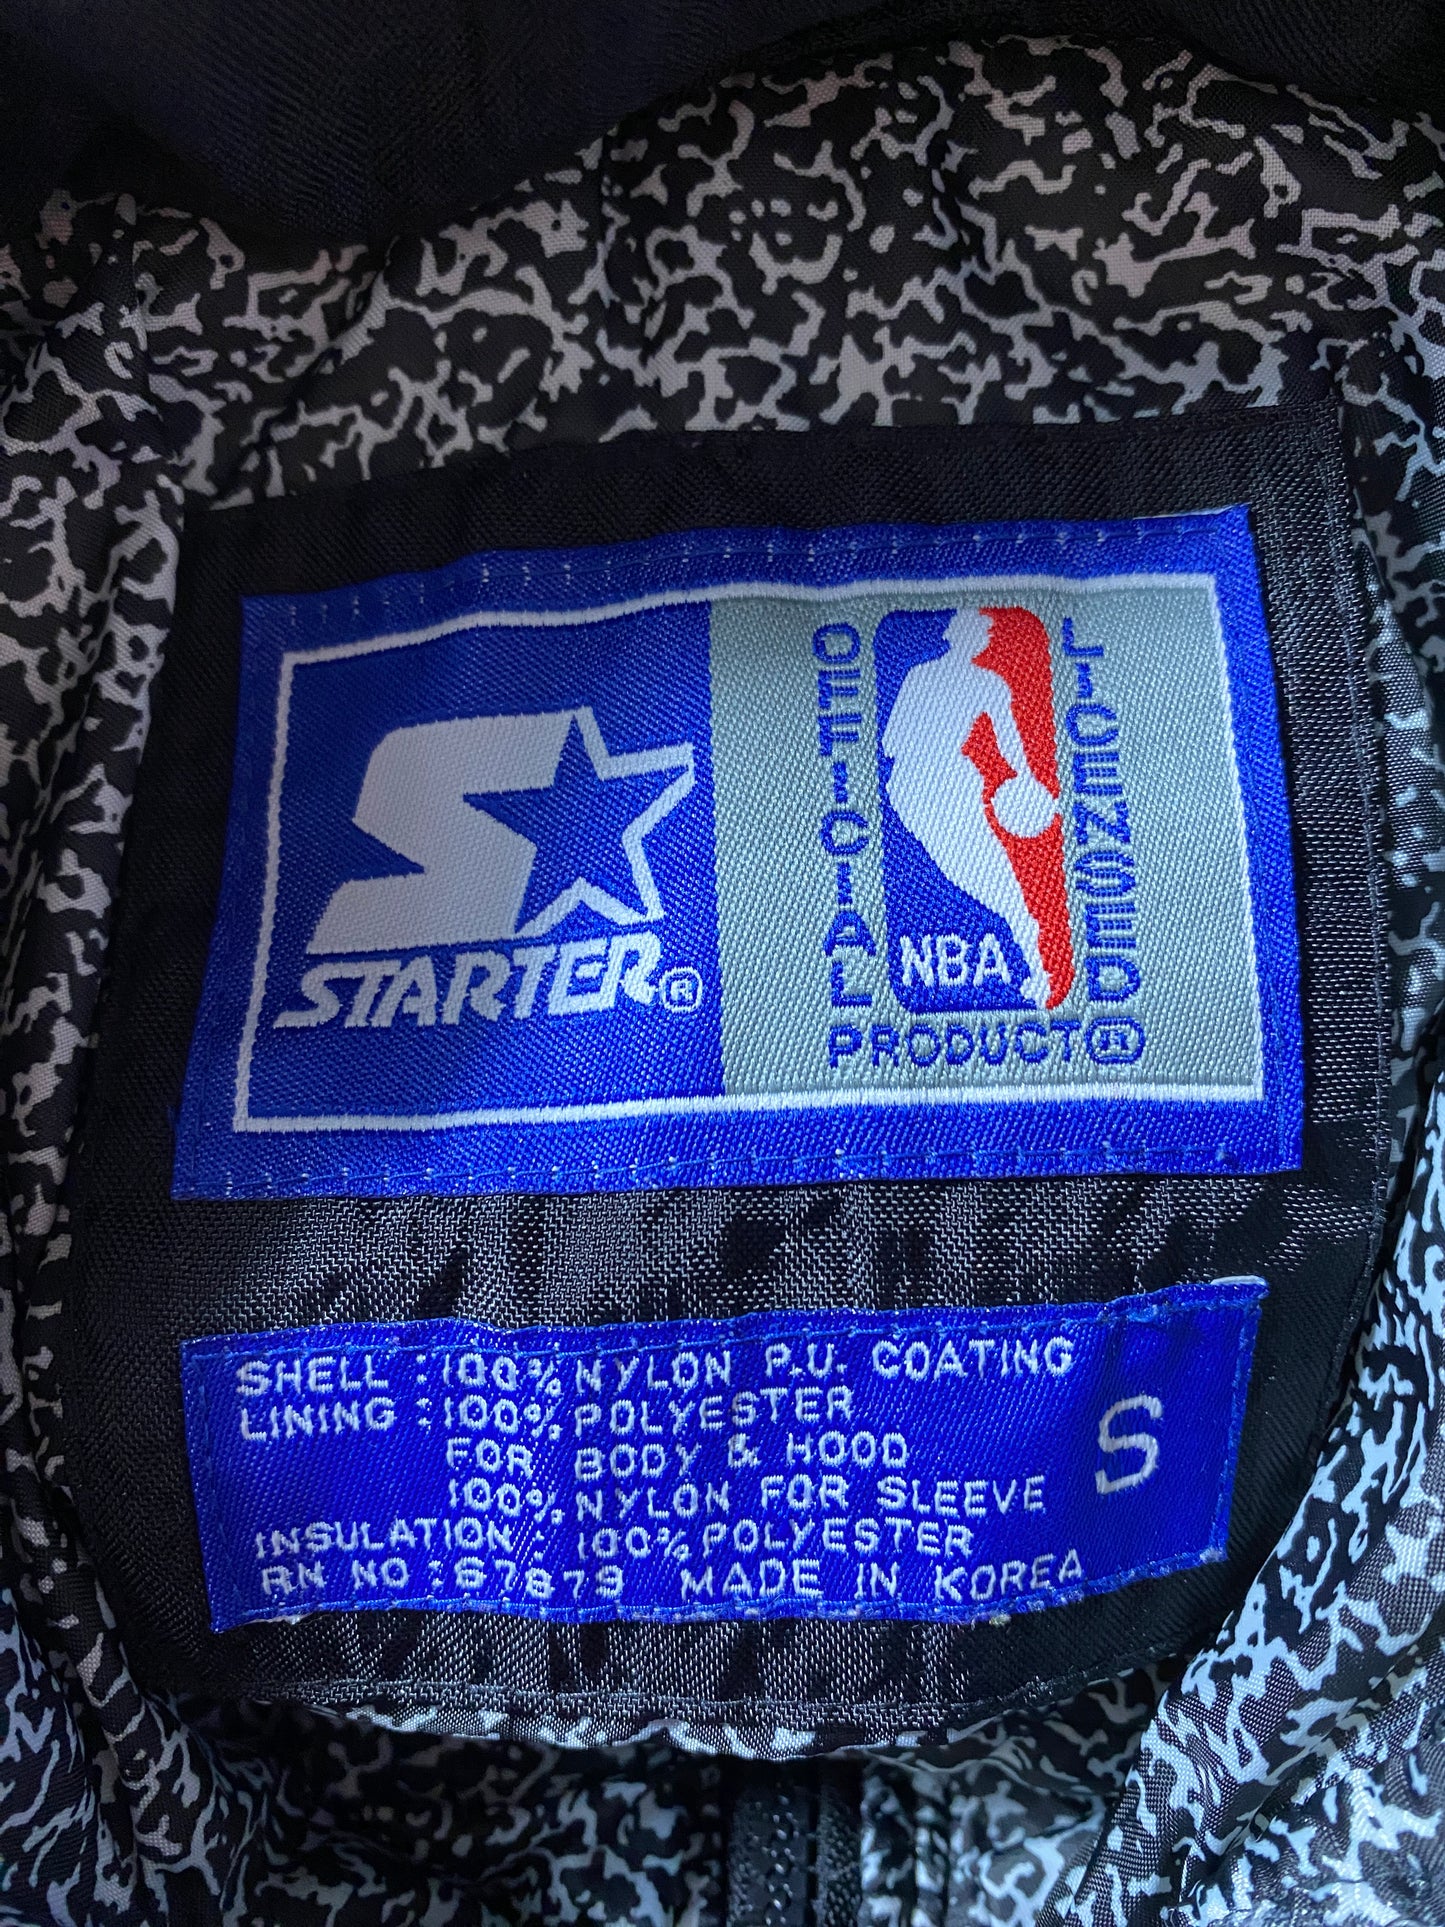 STARTER®
OFFICIAL
NBA
LICENSED
PRODUCT®
SHELL : 100% NYLON P.U. COATING
LINING : 100% POLYESTER
FOR BODY & HOOD
100% NYLON FOR SLEEVE
INSULATION : 100% POLYESTER
RN NO : 67679 MADE IN KOREA
S